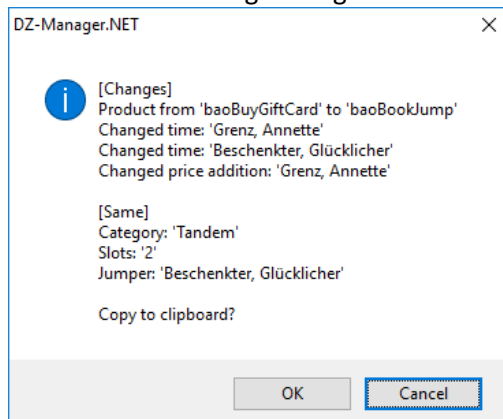 DZ-Manager.NET
[Changes]
Product from 'baoBuyGiftCard' to 'baoBookJump'
Changed time: 'Grenz, Annette'
Changed time: 'Beschenkter, Glücklicher'
Changed price addition: 'Grenz, Annette'
[Same]
Category: 'Tandem'
Slots: '2'
Jumper: 'Beschenkter, Glücklicher'
Copy to clipboard?
OK Cancel